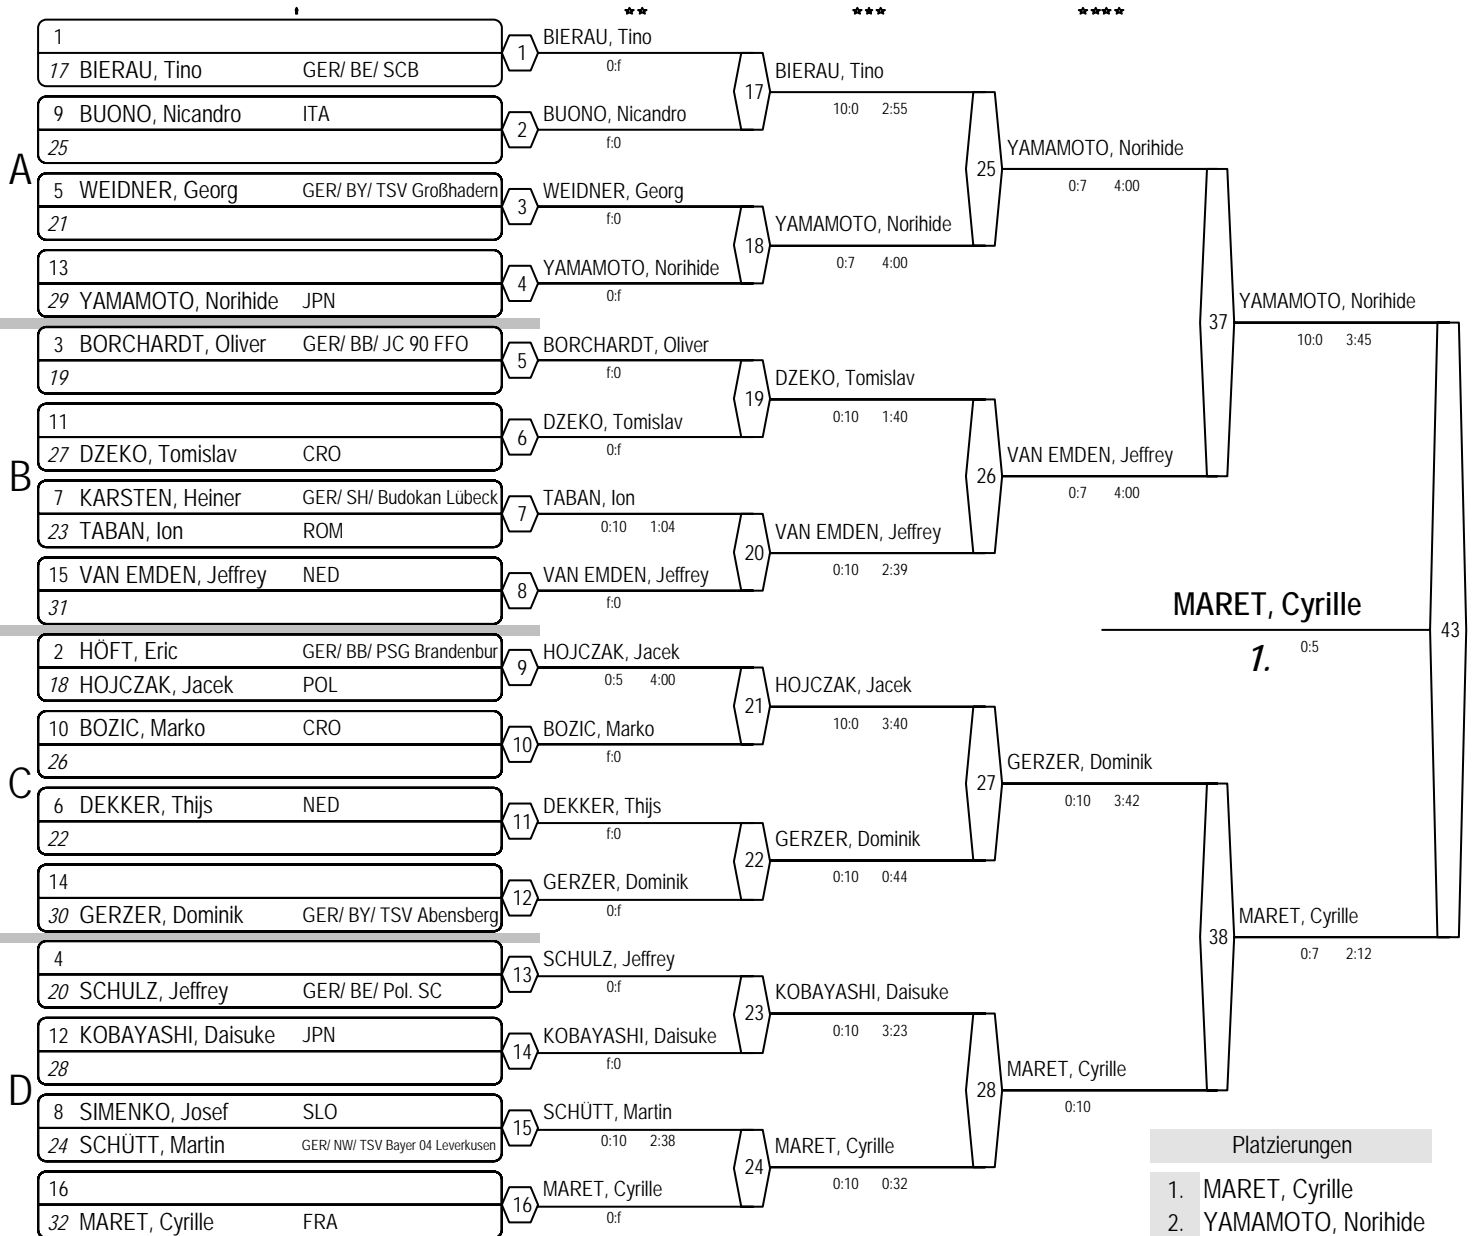 1
17 BIERAU, Tino GER/ BE/ SCB
9 BUONO, Nicandro ITA
25
A
5 WEIDNER, Georg GER/ BY/ TSV Großhadern
21
13
29 YAMAMOTO, Norihide JPN
3 BORCHARDT, Oliver GER/ BB/ JC 90 FFO
19
11
27 DZEKO, Tomislav CRO
B
7 KARSTEN, Heiner GER/ SH/ Budokan Lübeck
23 TABAN, Ion ROM
15 VAN EMDEN, Jeffrey NED
31
2 HÖFT, Eric GER/ BB/ PSG Brandenbur
18 HOJCZAK, Jacek POL
10 BOZIC, Marko CRO
26
C
6 DEKKER, Thijs NED
22
14
30 GERZER, Dominik GER/ BY/ TSV Abensberg
4
20 SCHULZ, Jeffrey GER/ BE/ Pol. SC
12 KOBAYASHI, Daisuke JPN
28
D
8 SIMENKO, Josef SLO
24 SCHÜTT, Martin GER/ NW/ TSV Bayer 04 Leverkusen
16
32 MARET, Cyrille FRA
1 BIERAU, Tino
0:f
2 BUONO, Nicandro
f:0
3 WEIDNER, Georg
f:0
4 YAMAMOTO, Norihide
0:f
5 BORCHARDT, Oliver
f:0
6 DZEKO, Tomislav
0:f
7 TABAN, Ion
0:10 1:04
8 VAN EMDEN, Jeffrey
f:0
9 HOJCZAK, Jacek
0:5 4:00
10 BOZIC, Marko
f:0
11 DEKKER, Thijs
f:0
12 GERZER, Dominik
0:f
13 SCHULZ, Jeffrey
0:f
14 KOBAYASHI, Daisuke
f:0
15 SCHÜTT, Martin
0:10 2:38
16 MARET, Cyrille
0:f
17 BIERAU, Tino
10:0 2:55
18 YAMAMOTO, Norihide
0:7 4:00
19 DZEKO, Tomislav
0:10 1:40
20 VAN EMDEN, Jeffrey
0:10 2:39
21 HOJCZAK, Jacek
10:0 3:40
22 GERZER, Dominik
0:10 0:44
23 KOBAYASHI, Daisuke
0:10 3:23
24 MARET, Cyrille
0:10 0:32
25 YAMAMOTO, Norihide
0:7 4:00
26 VAN EMDEN, Jeffrey
0:7 4:00
27 GERZER, Dominik
0:10 3:42
28 MARET, Cyrille
0:10
37 YAMAMOTO, Norihide
10:0 3:45
38 MARET, Cyrille
0:7 2:12
43
MARET, Cyrille
1. 0:5
Platzierungen
1. MARET, Cyrille
2. YAMAMOTO, Norihide